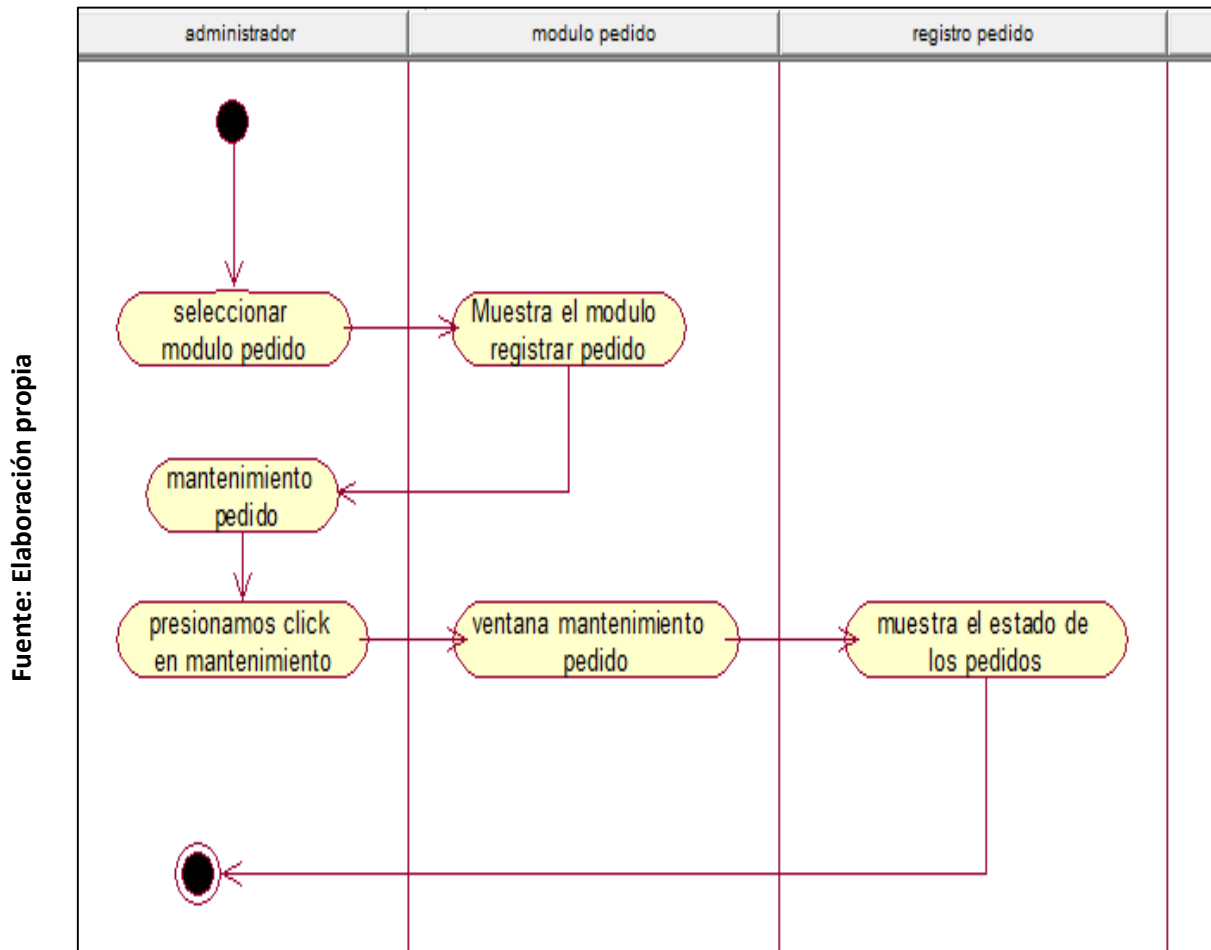 administrador
modulo pedido
registro pedido
seleccionar
modulo pedido
Muestra el modulo
registrar pedido
mantenimiento
pedido
presionamos click
en mantenimiento
ventana mantenimiento
pedido
muestra el estado de
los pedidos
Fuente: Elaboración propia